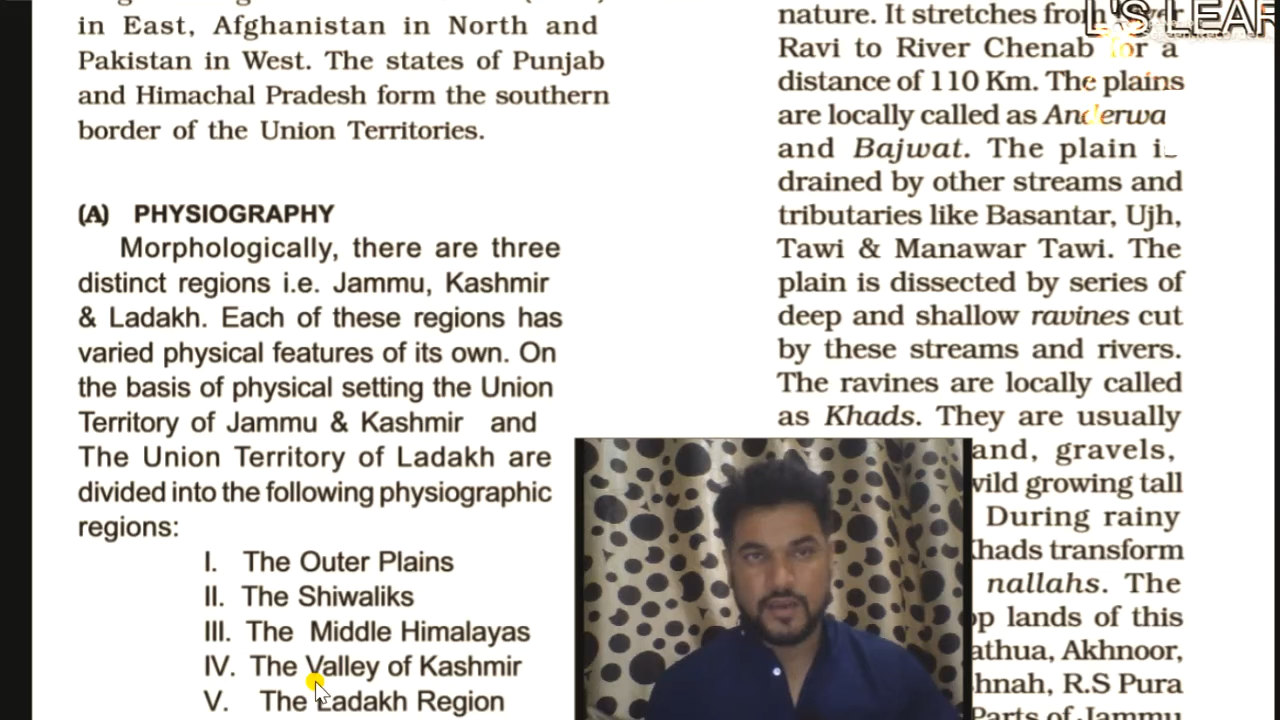 in East, Afghanistan in North and
Pakistan in West. The states of Punjab
and Himachal Pradesh form the southern
border of the Union Territories.
(A) PHYSIOGRAPHY
Morphologically, there are three
distinct regions i.e. Jammu, Kashmir
& Ladakh. Each of these regions has
varied physical features of its own. On
the basis of physical setting the Union
Territory of Jammu & Kashmir and
The Union Territory of Ladakh are
divided into the following physiographic
regions:
I. The Outer Plains
II. The Shiwaliks
III. The Middle Himalayas
IV. The Valley of Kashmir
V. The Ladakh Region
nature. It stretches from
Ravi to River Chenab for a
distance of 110 Km. The plains
are locally called as Anderwa
and Bajwat. The plain is
drained by other streams and
tributaries like Basantar, Ujh,
Tawi & Manawar Tawi. The
plain is dissected by series of
deep and shallow ravines cut
by these streams and rivers.
The ravines are locally called
as Khads. They are usually
gravels,
growing tall
During rainy
transform
nallahs. The
lands of this
Akhnoor,
R.S Pura
Parts of Jammu
L'S LEAR